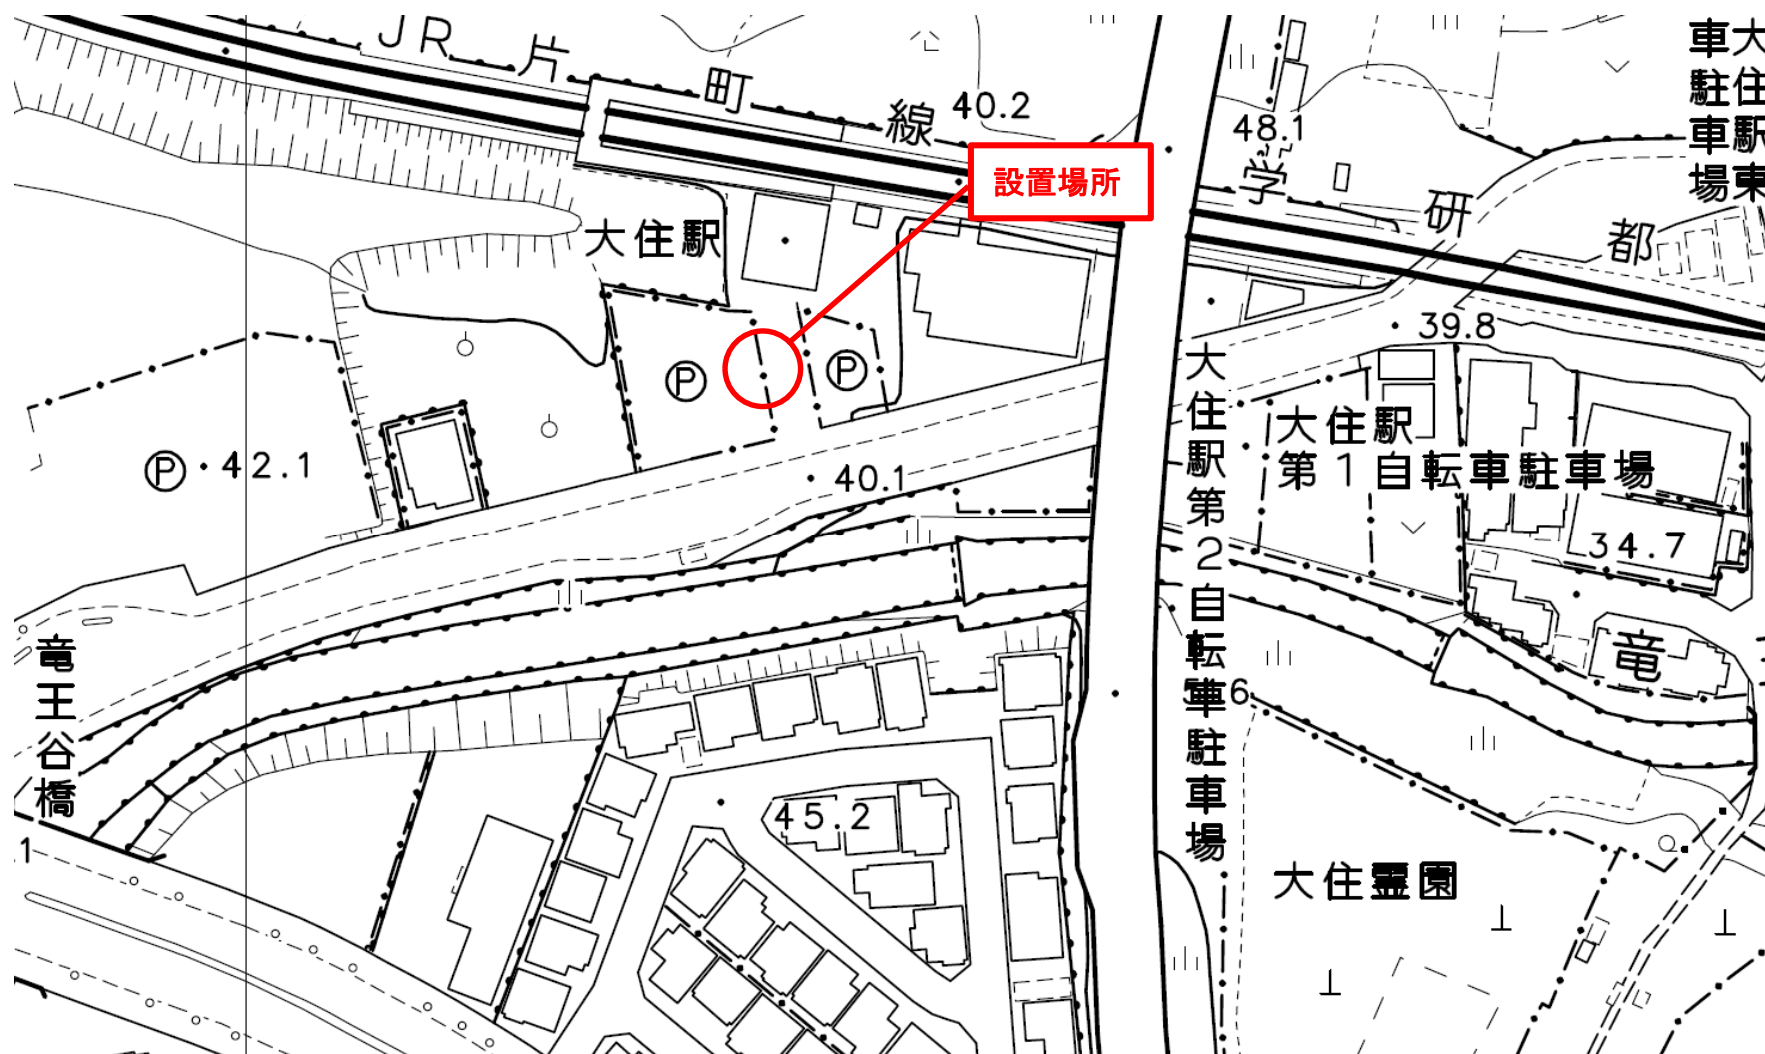 JR片町線
40.2
設置場所
48.1
学研都
大住駅東
駐車場
大住駅
39.8
Ⓟ
Ⓟ
Ⓟ
42.1
40.1
大住駅第2自転車駐車場
大住駅
第1自転車駐車場
34.7
竜
竜王谷橋
45.2
大住霊園
1